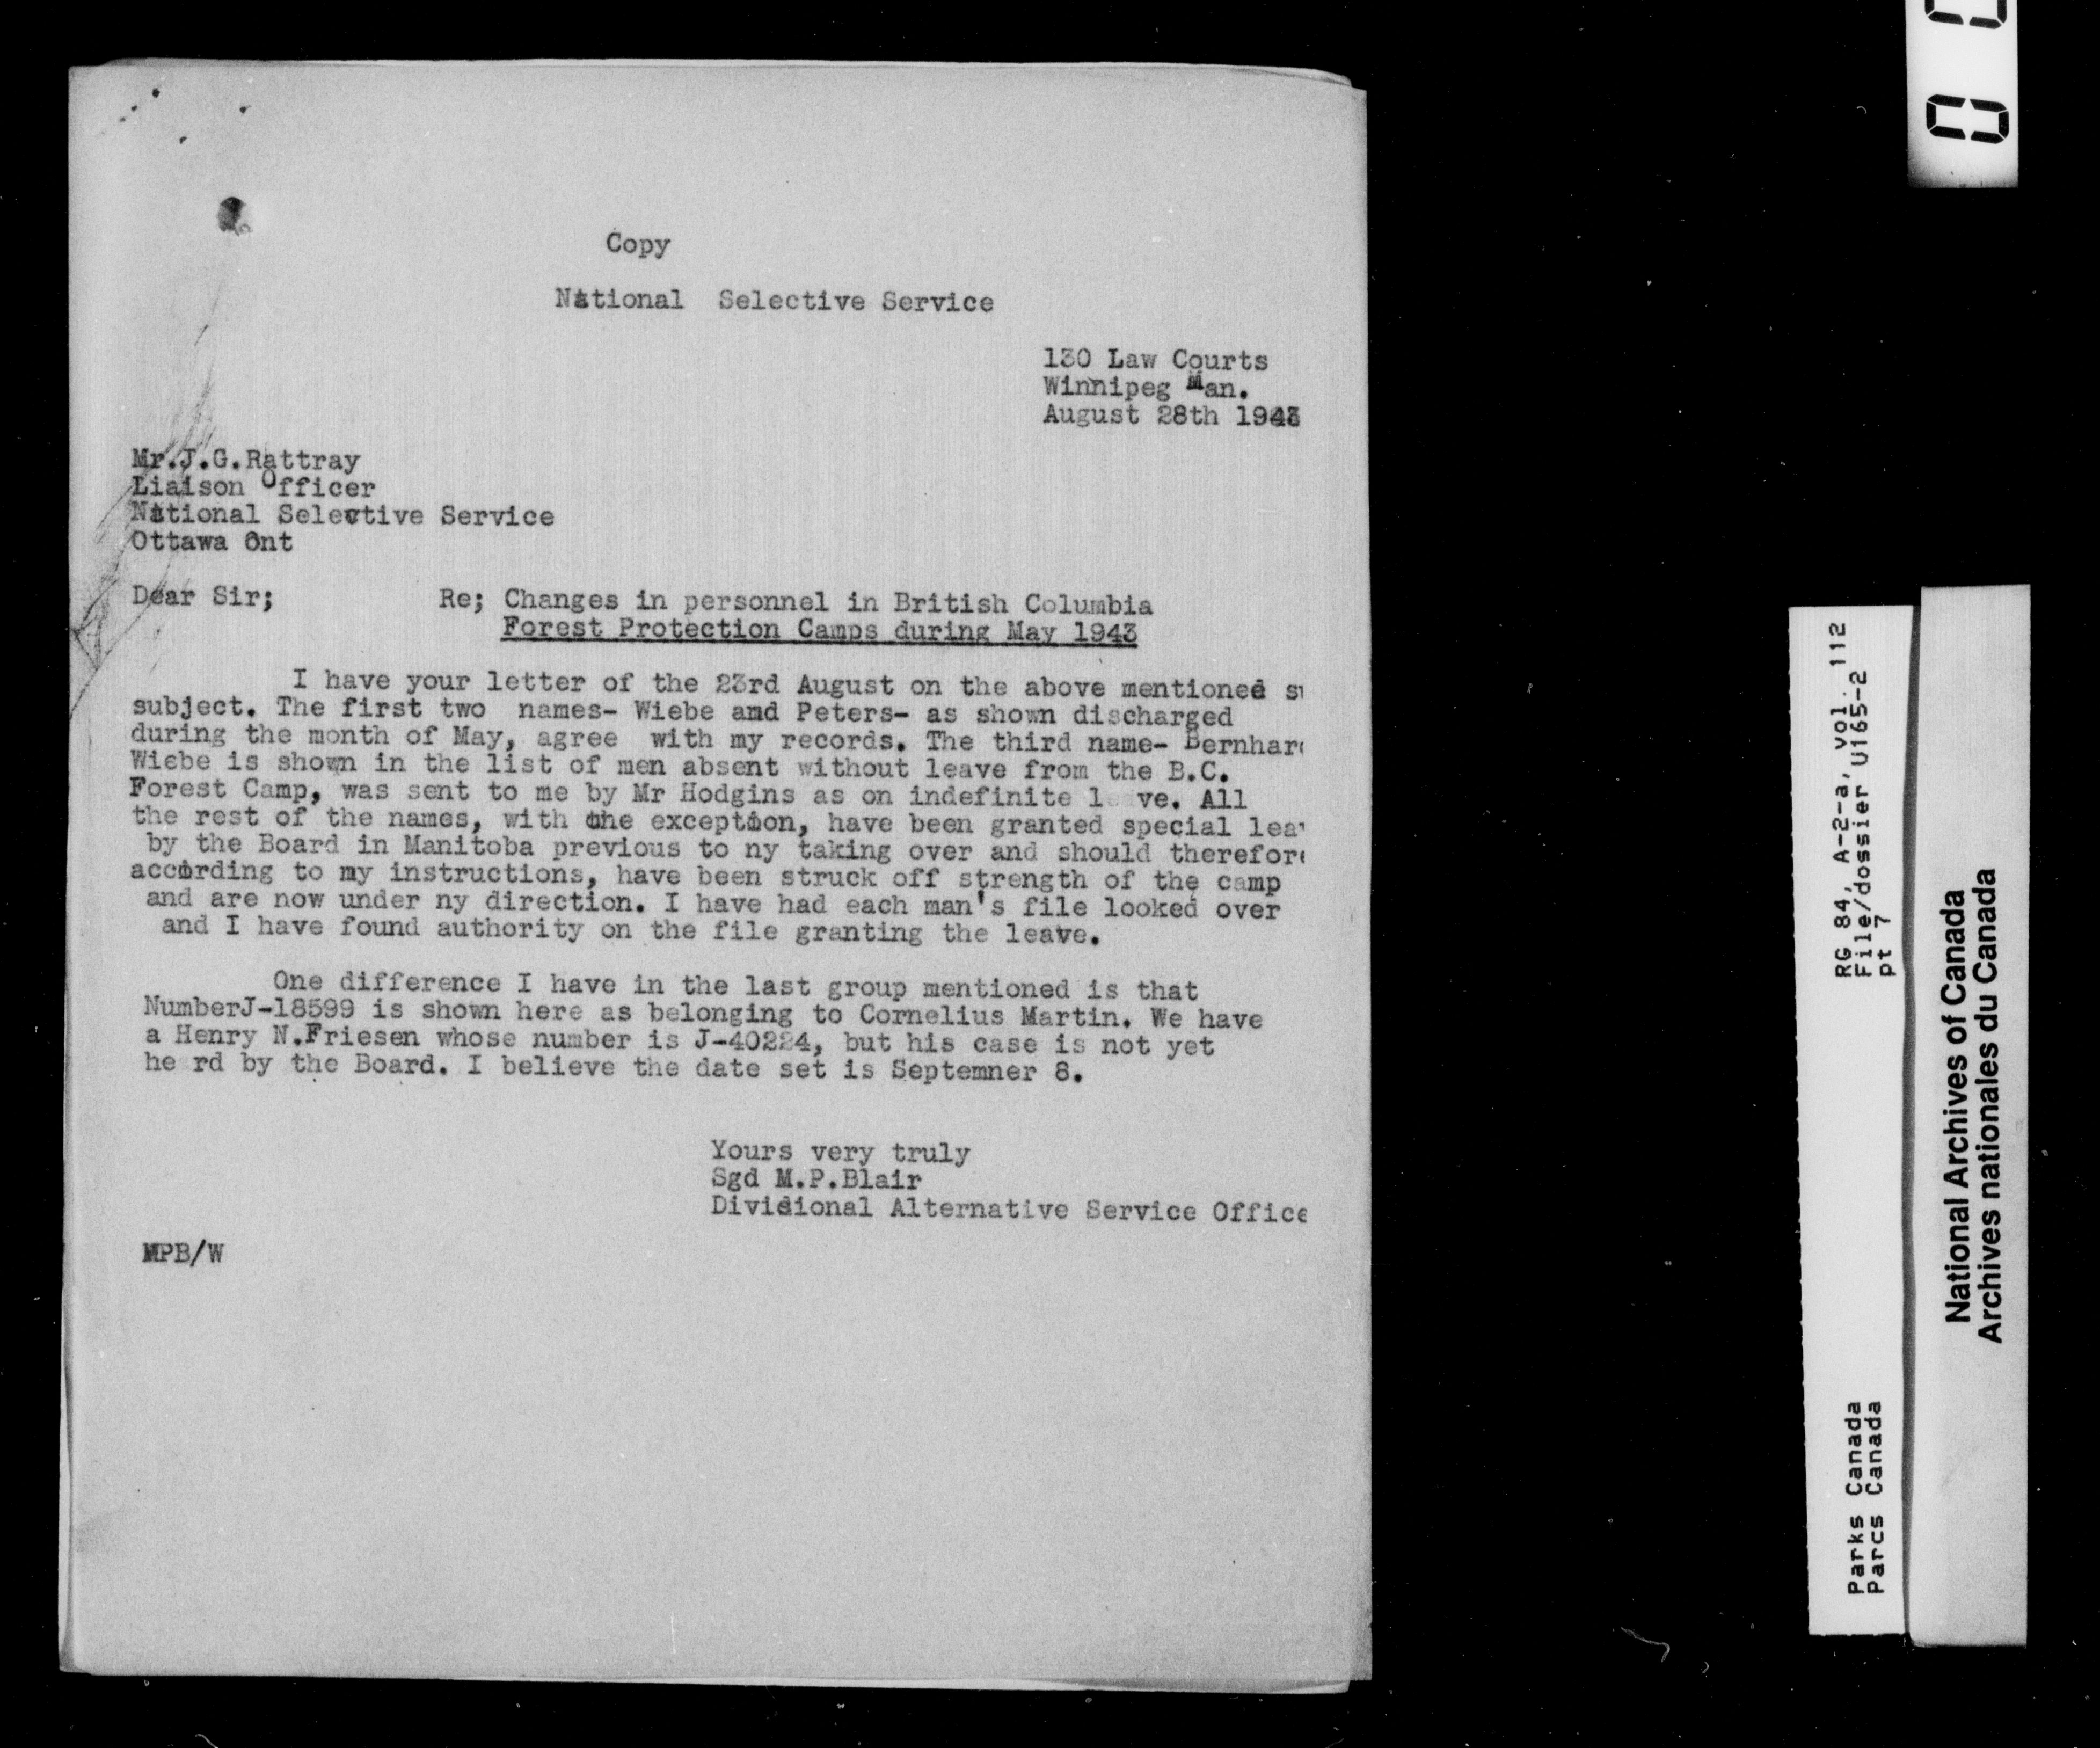 Copy
National Selective Service
130 Law Courts
Winnipeg Man.
August 28th 1943
Mr.J.G.Rattray
Liaison Officer
National Selevtive Service
Ottawa Ont
Dear Sir; Re; Changes in personnel in British Columbia
Forest Protection Camps during May 1943
I have your letter of the 23rd August on the above mentioned su
subject. The first two names- Wiebe and Peters- as shown discharged
during the month of May, agree with my records. The third name- Bernhard
Wiebe is shown in the list of men absent without leave from the B.C.
Forest Camp, was sent to me by Mr Hodgins as on indefinite leave. All
the rest of the names, with one exception, have been granted special leav
by the Board in Manitoba previous to ny taking over and should therefore
according to my instructions, have been struck off strength of the camp
and are now under ny direction. I have had each man's file looked over
and I have found authority on the file granting the leave.
One difference I have in the last group mentioned is that
NumberJ-18599 is shown here as belonging to Cornelius Martin. We have
a Henry N.Friesen whose number is J-40224, but his case is not yet
he rd by the Board. I believe the date set is Septemner 8.
Yours very truly
Sgd M.P.Blair
Divisional Alternative Service Office
MPB/W
RG 84, A-2-a, vol. 112
File/dossier U165-2
pt 7
Parks Canada
Parcs Canada
National Archives of Canada
Archives nationales du Canada